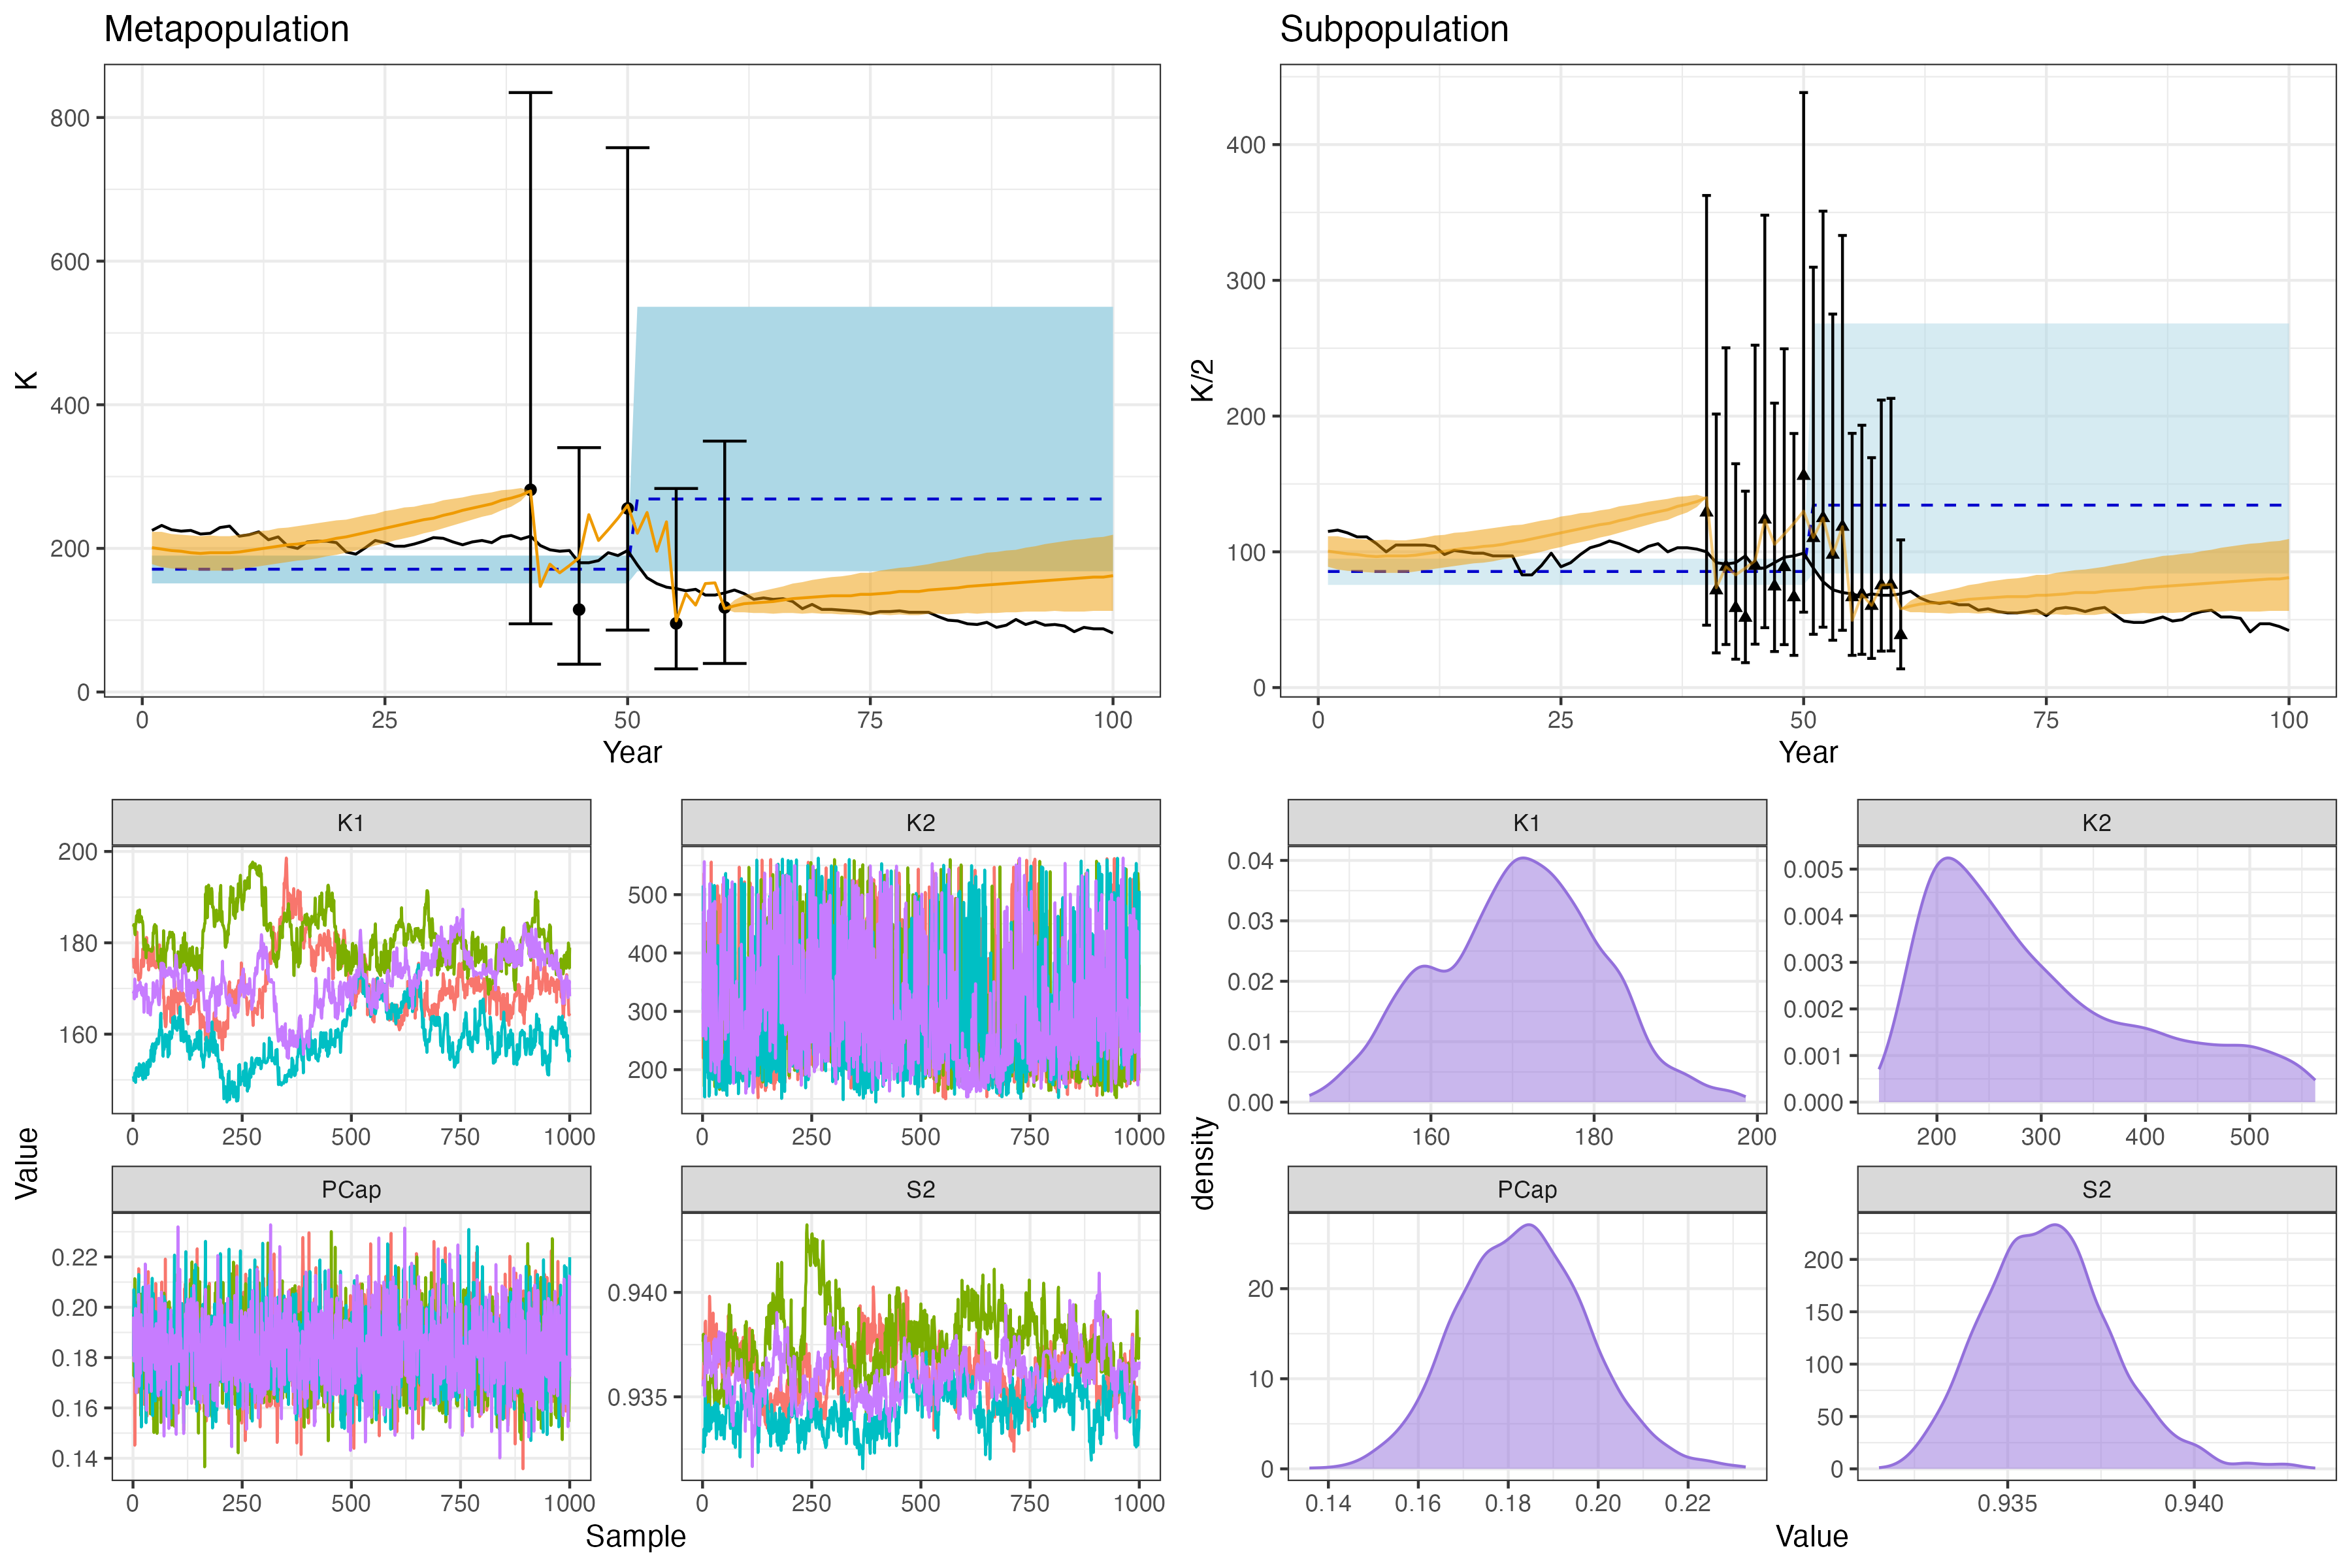 Metapopulation
Subpopulation
K
800
600
400
200
0
0 25 50 75 100
Year
K/2
400
300
200
100
0
0 25 50 75 100
Year
K1
K2
Value
200
180
160
0 250 500 750 1000
500
400
300
200
0 250 500 750 1000
PCap
S2
0.22
0.20
0.18
0.16
0.14
0 250 500 750 1000
0.940
0.935
0 250 500 750 1000
Sample
K1
K2
density
0.04
0.03
0.02
0.01
0.00
160 180 200
0.005
0.004
0.003
0.002
0.001
0.000
200 300 400 500
PCap
S2
20
10
0
0.14 0.16 0.18 0.20 0.22
200
150
100
50
0
0.935 0.940
Value